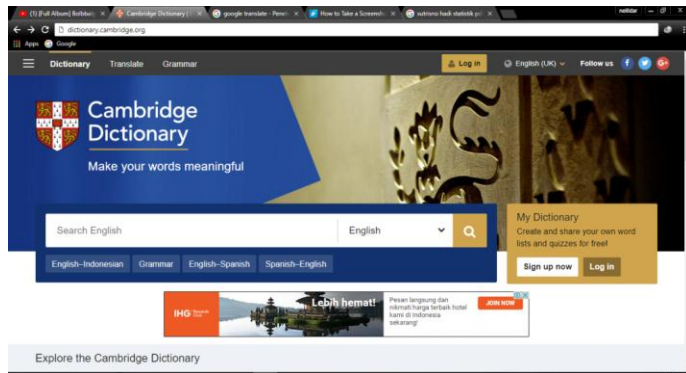 (1) [Full Album]
Cambridge Dictionary |
google translate - Penel
How to Take a Screensh
sutrisno hadi statistik
nellidar
dictionary.cambridge.org
Apps
Google
Dictionary
Translate
Grammar
Log in
English (UK)
Follow us
Cambridge
Dictionary
Make your words meaningful
Search English
English
English–Indonesian
Grammar
English–Spanish
Spanish–English
My Dictionary
Create and share your own word
lists and quizzes for free!
Sign up now
Log in
IHG
Lebih hemat!
Pesan langsung dan
nikmati harga terbaik hotel
kami di Indonesia
sekarang!
JOIN NOW
Explore the Cambridge Dictionary